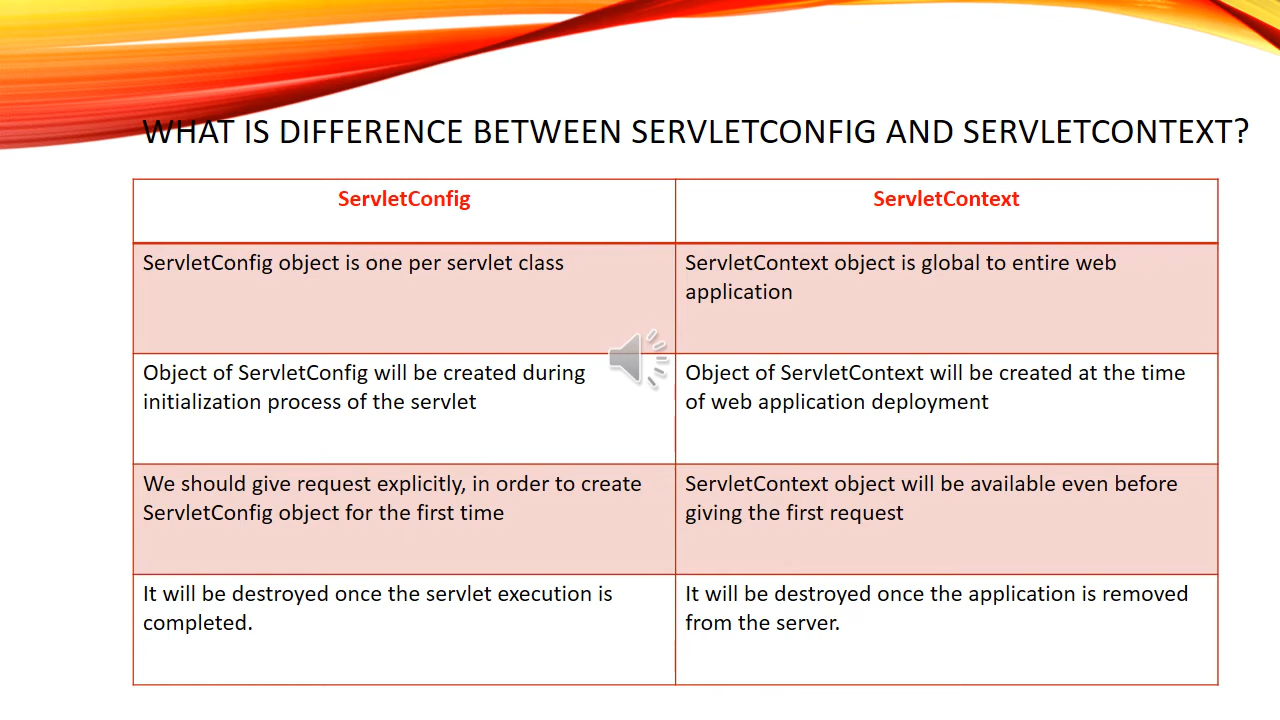 WHAT IS DIFFERENCE BETWEEN SERVLETCONFIG AND SERVLETCONTEXT?
ServletConfig
ServletContext
ServletConfig object is one per servlet class
ServletContext object is global to entire web
application
Object of ServletConfig will be created during
initialization process of the servlet
Object of ServletContext will be created at the time
of web application deployment
We should give request explicitly, in order to create
ServletConfig object for the first time
ServletContext object will be available even before
giving the first request
It will be destroyed once the servlet execution is
completed.
It will be destroyed once the application is removed
from the server.